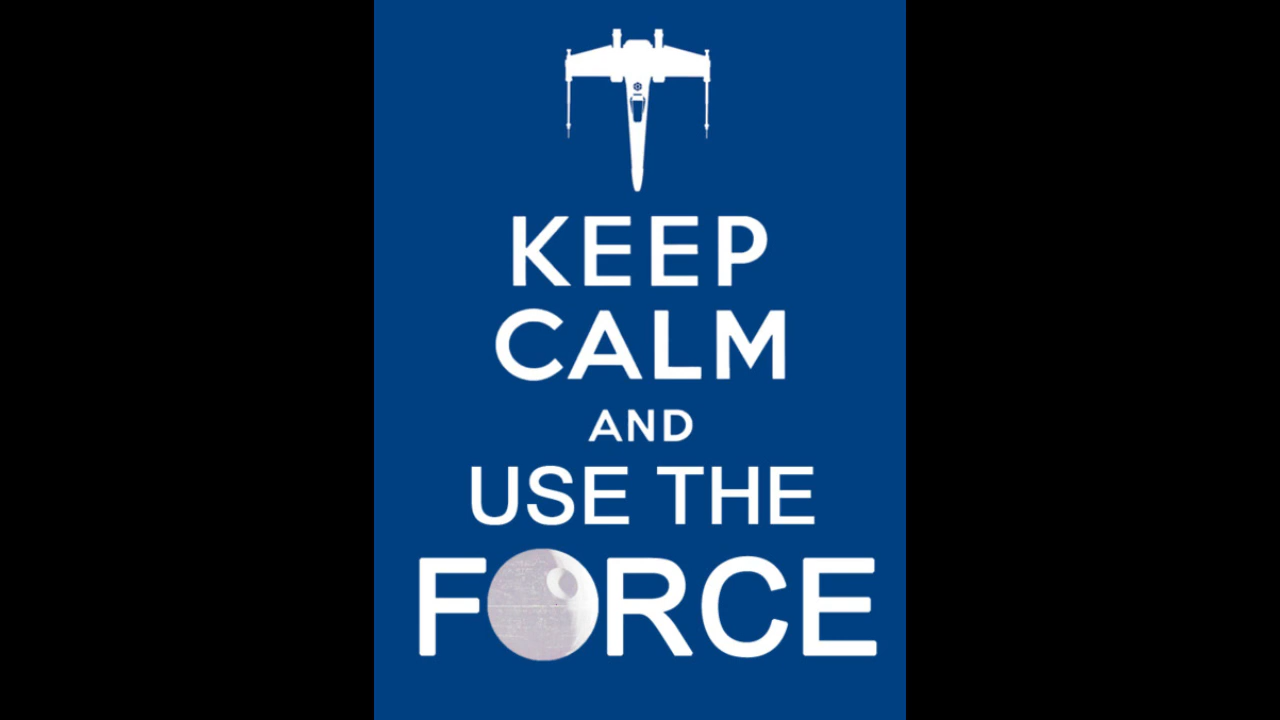 KEEP
CALM
AND
USE THE
FORCE